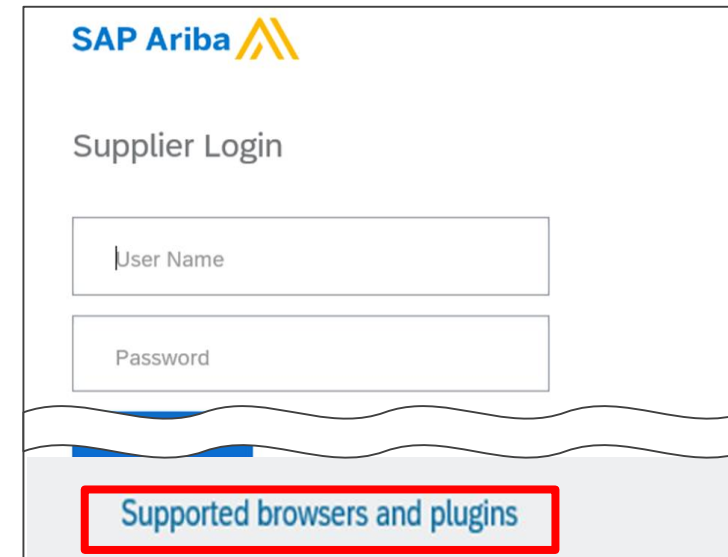 SAP Ariba
Supplier Login
User Name
Password
Supported browsers and plugins